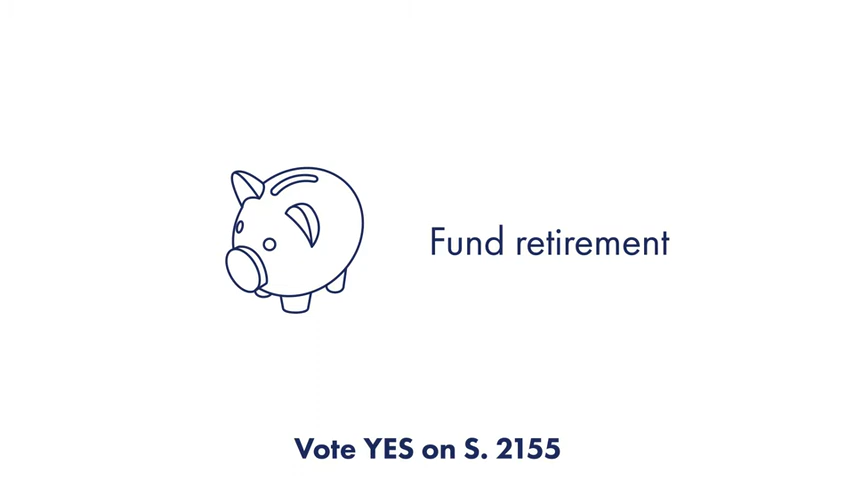 Fund retirement
Vote YES on S. 2155